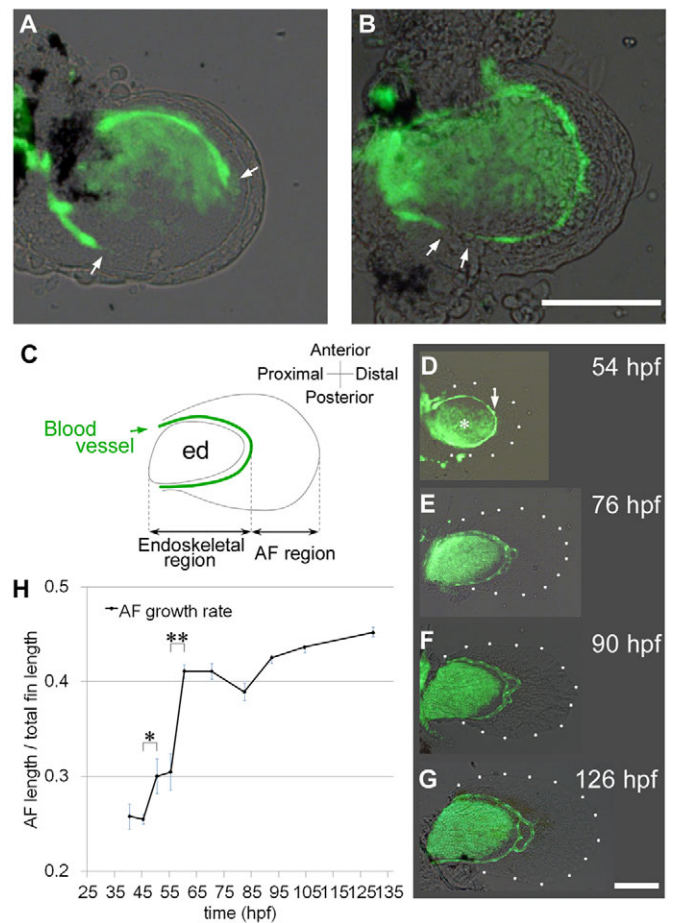 A
B
C
Anterior
Proximal Distal
Posterior
Blood
vessel
ed
Endoskeletal
region
AF region
D
54 hpf
*
E
76 hpf
F
90 hpf
G
126 hpf
H
0.5
AF growth rate
**
0.4
*
0.3
0.2
AF length / total fin length
25 35 45 55 65 75 85 95 105 115 125 135
time (hpf)